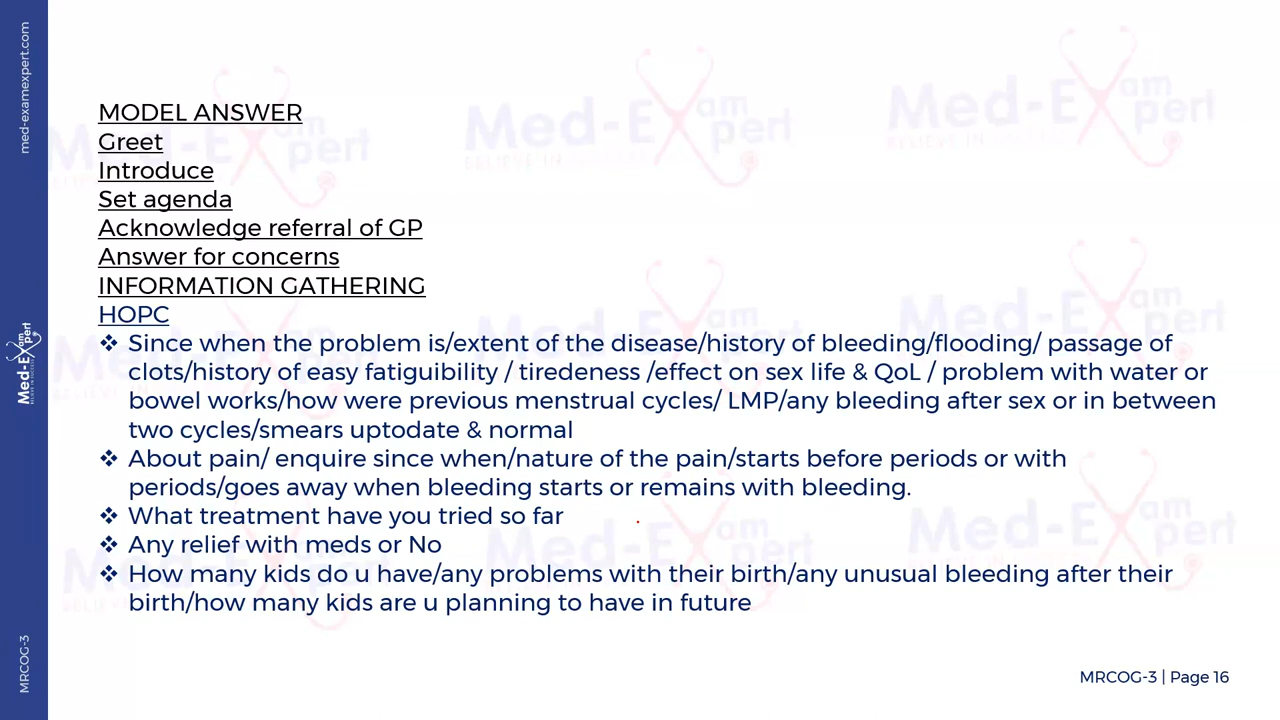 med-examexpert.com
Med-Exam
xpert
MRCOG-3
MODEL ANSWER
Greet
Introduce
Set agenda
Acknowledge referral of GP
Answer for concerns
INFORMATION GATHERING
HOPC
❖ Since when the problem is/extent of the disease/history of bleeding/flooding/ passage of
clots/history of easy fatiguibility / tiredeness /effect on sex life & QoL / problem with water or
bowel works/how were previous menstrual cycles/ LMP/any bleeding after sex or in between
two cycles/smears uptodate & normal
❖ About pain/ enquire since when/nature of the pain/starts before periods or with
periods/goes away when bleeding starts or remains with bleeding.
❖ What treatment have you tried so far
❖ Any relief with meds or No
❖ How many kids do u have/any problems with their birth/any unusual bleeding after their
birth/how many kids are u planning to have in future
MRCOG-3 | Page 16